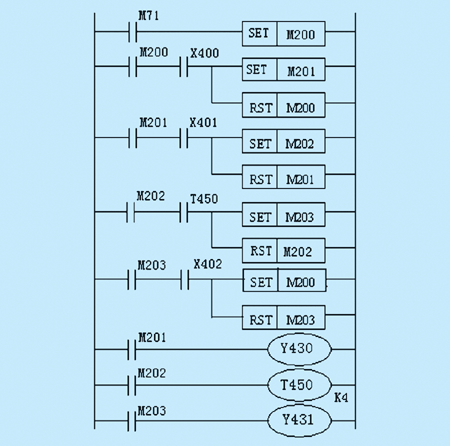 M71
SET M200
M200 X400
SET M201
RST M200
M201 X401
SET M202
RST M201
M202 T450
SET M203
RST M202
M203 X402
SET M200
RST M203
M201
Y430
M202
T450
K4
M203
Y431